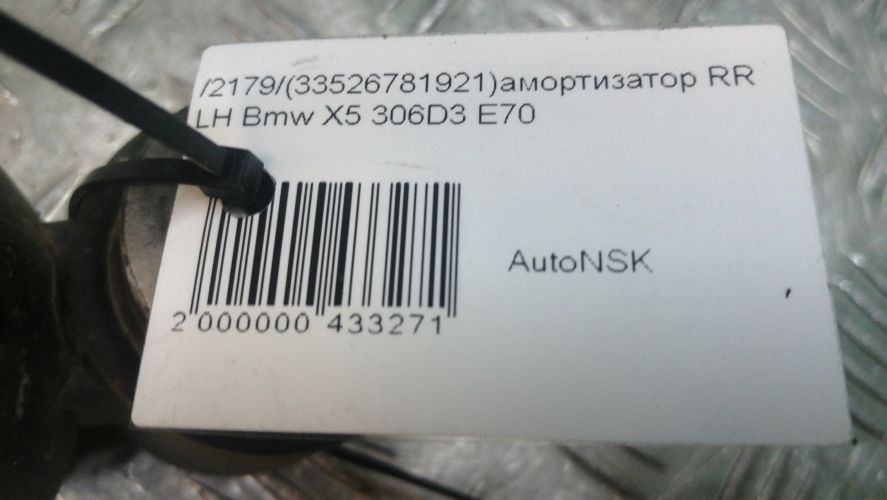 /2179/(33526781921)амортизатор RR
LH Bmw X5 306D3 E70
AutoNSK
2 000000 433271